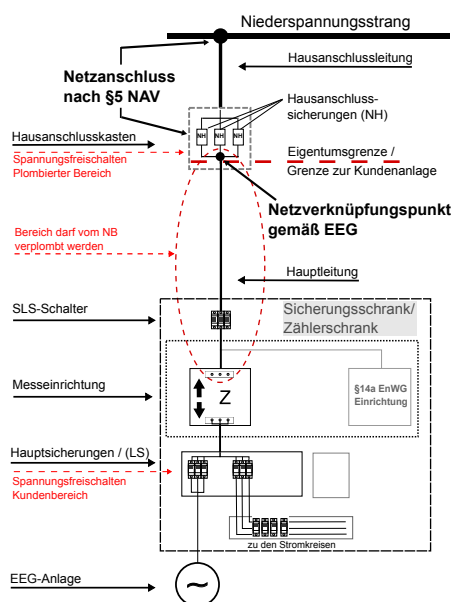 Niederspannungsstrang
Hausanschlussleitung
Netzanschluss
nach §5 NAV
Hausanschluss-
sicherungen (NH)
NH
NH
NH
Hausanschlusskasten
Spannungsfreischalten
Plombierter Bereich
Eigentumsgrenze /
Grenze zur Kundenanlage
Netzverknüpfungspunkt
gemäß EEG
Bereich darf vom NB
verplombt werden
Hauptleitung
SLS-Schalter
Sicherungsschrank/
Zählerschrank
Messeinrichtung
Z
§14a EnWG
Einrichtung
Hauptsicherungen / (LS)
Spannungsfreischalten
Kundenbereich
zu den Stromkreisen
EEG-Anlage
~